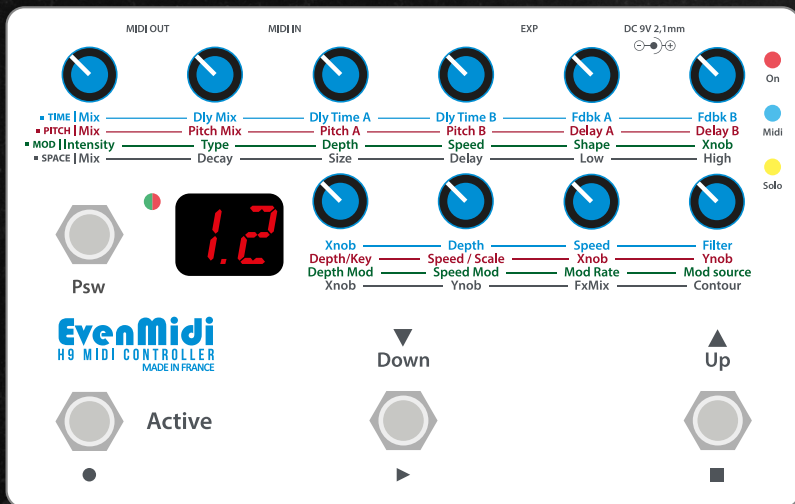 MIDI OUT MIDI IN EXP DC 9V 2,1mm
On
TIME Mix Dly Mix Dly Time A Dly Time B Fdbk A Fdbk B
Midi
PITCH Mix Pitch Mix Pitch A Pitch B Delay A Delay B
MOD Intensity Type Depth Speed Shape Xnob
SPACE Mix Decay Size Delay Low High
Solo
1.2
Xnob Depth Speed Filter
Depth/Key Speed / Scale Xnob Ynob
Depth Mod Speed Mod Mod Rate Mod source
Xnob Ynob FxMix Contour
Psw
EvenMidi
H9 MIDI CONTROLLER
MADE IN FRANCE
Down Up
Active